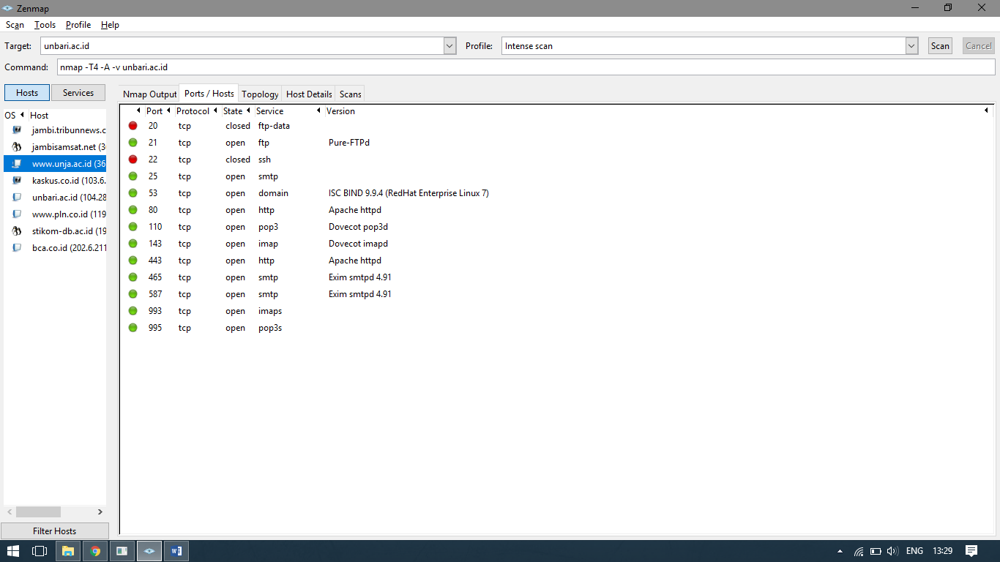 Zenmap
Scan Tools Profile Help
Target: unbari.ac.id Profile: Intense scan Scan Cancel
Command: nmap -T4 -A -v unbari.ac.id
Hosts Services
Nmap Output Ports / Hosts Topology Host Details Scans
OS Host
jambi.tribunnews.c
jambisamsat.net (3
www.unja.ac.id (36
kaskus.co.id (103.6.
unbari.ac.id (104.28
www.pln.co.id (119
stikom-db.ac.id (19
bca.co.id (202.6.211
Filter Hosts
Port Protocol State Service Version
20 tcp closed ftp-data
21 tcp open ftp Pure-FTPd
22 tcp closed ssh
25 tcp open smtp
53 tcp open domain ISC BIND 9.9.4 (RedHat Enterprise Linux 7)
80 tcp open http Apache httpd
110 tcp open pop3 Dovecot pop3d
143 tcp open imap Dovecot imapd
443 tcp open http Apache httpd
465 tcp open smtp Exim smtpd 4.91
587 tcp open smtp Exim smtpd 4.91
993 tcp open imaps
995 tcp open pop3s
ENG 13:29